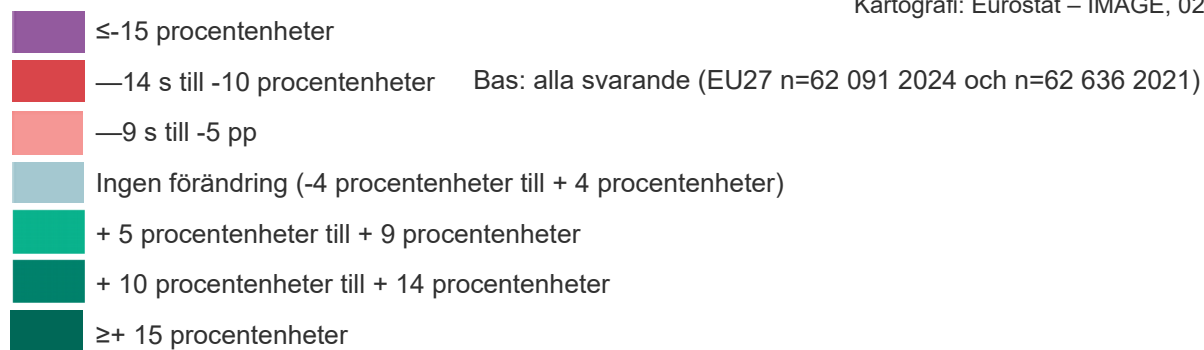 Kartografi: Eurostat – IMAGE, 02
≤-15 procentenheter
—14 s till -10 procentenheter
Bas: alla svarande (EU27 n=62 091 2024 och n=62 636 2021)
—9 s till -5 pp
Ingen förändring (-4 procentenheter till + 4 procentenheter)
+ 5 procentenheter till + 9 procentenheter
+ 10 procentenheter till + 14 procentenheter
≥+ 15 procentenheter